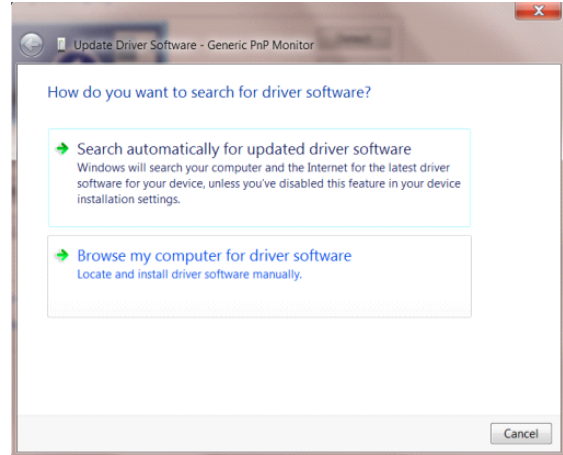 Update Driver Software - Generic PnP Monitor
How do you want to search for driver software?
Search automatically for updated driver software
Windows will search your computer and the Internet for the latest driver
software for your device, unless you've disabled this feature in your device
installation settings.
Browse my computer for driver software
Locate and install driver software manually.
Cancel